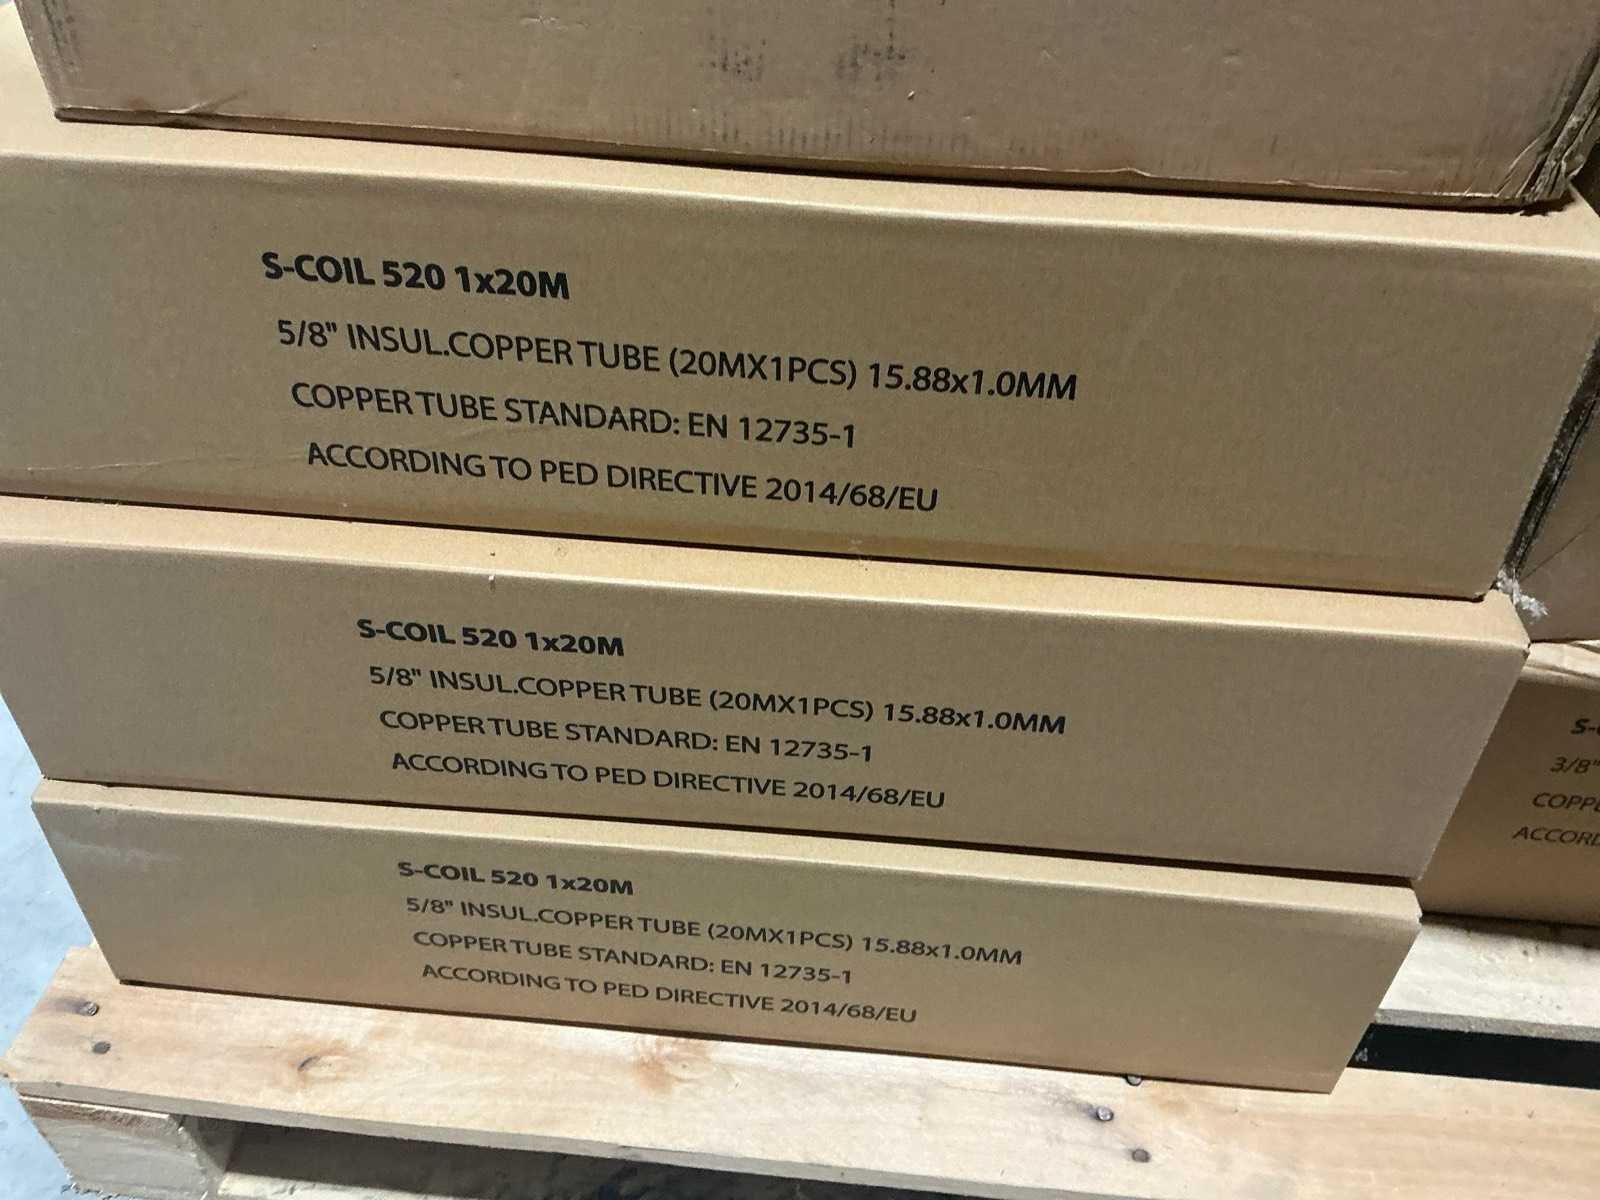 S-COIL 520 1x20M
5/8" INSUL.COPPER TUBE (20MX1PCS) 15.88x1.0MM
COPPER TUBE STANDARD: EN 12735-1
ACCORDING TO PED DIRECTIVE 2014/68/EU
S-COIL 520 1x20M
5/8" INSUL.COPPER TUBE (20MX1PCS) 15.88x1.0MM
COPPER TUBE STANDARD: EN 12735-1
ACCORDING TO PED DIRECTIVE 2014/68/EU
S-COIL 520 1x20M
5/8" INSUL.COPPER TUBE (20MX1PCS) 15.88x1.0MM
COPPER TUBE STANDARD: EN 12735-1
ACCORDING TO PED DIRECTIVE 2014/68/EU
3/8"